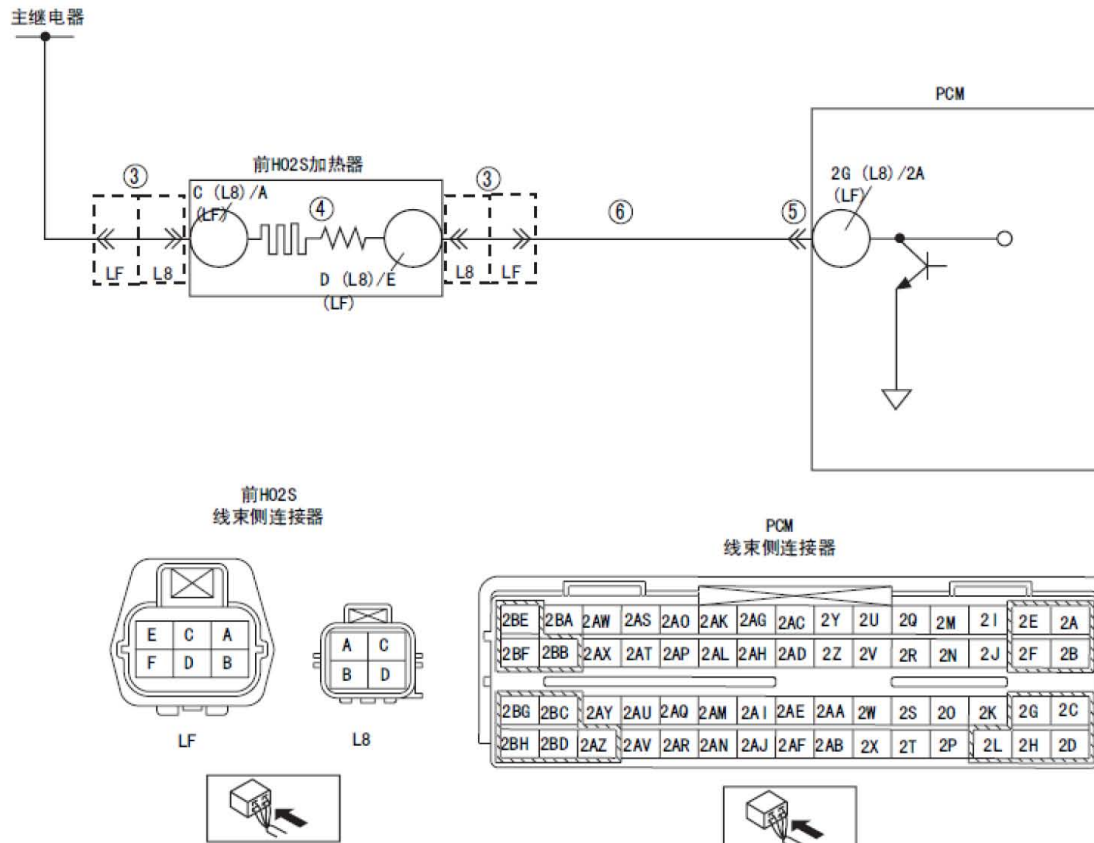 主继电器
PCM
前HO2S加热器
③
③
C (L8)/A
(LF)
④
⑥
⑤
2G (L8)/2A
(LF)
LF
L8
D (L8)/E
(LF)
L8
LF
前HO2S
线束侧连接器
PCM
线束侧连接器
E C A
F D B
LF
A C
B D
L8
2BE 2BA 2AW 2AS 2AO 2AK 2AG 2AC 2Y 2U 2Q 2M 2I 2E 2A
2BF 2BB 2AX 2AT 2AP 2AL 2AH 2AD 2Z 2V 2R 2N 2J 2F 2B
2BG 2BC 2AY 2AU 2AQ 2AM 2AI 2AE 2AA 2W 2S 2O 2K 2G 2C
2BH 2BD 2AZ 2AV 2AR 2AN 2AJ 2AF 2AB 2X 2T 2P 2L 2H 2D